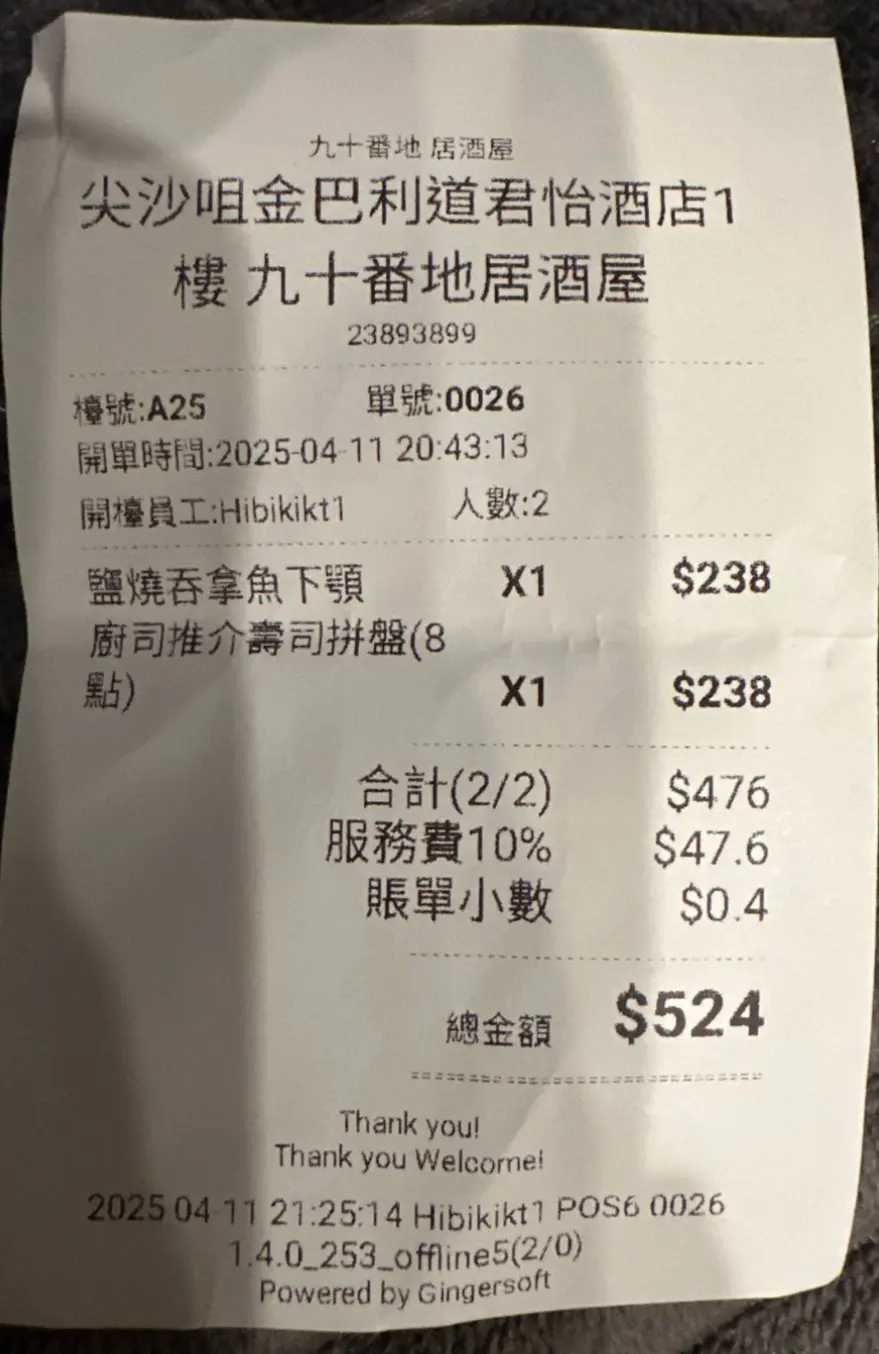 九十番地 居酒屋
尖沙咀金巴利道君怡酒店1
樓 九十番地居酒屋
23893899
檯號:A25 單號:0026
開單時間:2025-04-11 20:43:13
開檯員工:Hibikikt1 人數:2
鹽燒吞拿魚下顎 X1 $238
廚司推介壽司拼盤(8
點) X1 $238
合計(2/2) $476
服務費10% $47.6
賬單小數 $0.4
總金額 $524
Thank you!
Thank you Welcome!
2025-04-11 21:25:14 Hibikikt1 POS6 0026
1.4.0_253_offline5(2/0)
Powered by Gingersoft